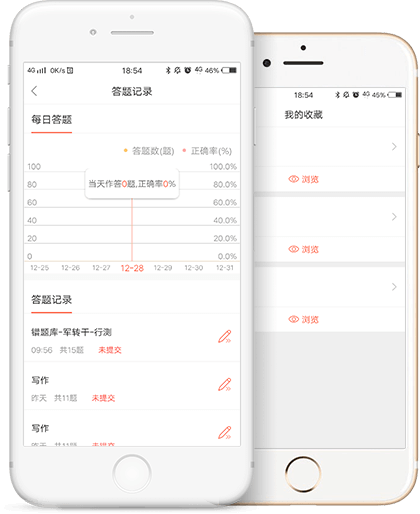 4G 0K/s 18:54 4G 46%
答题记录
每日答题
答题数(题) 正确率(%)
100 100.0%
80 80.0%
当天作答0题,正确率0%
60 60.0%
40 40.0%
20 20.0%
0 0.0%
12-25 12-26 12-27 12-28 12-29 12-30 12-31
答题记录
错题库-军转干-行测
09:56 共15题 未提交
写作
昨天 共11题 未提交
写作
昨天 共11题 未提交
18:54 4G 45%
我的收藏
浏览
浏览
浏览